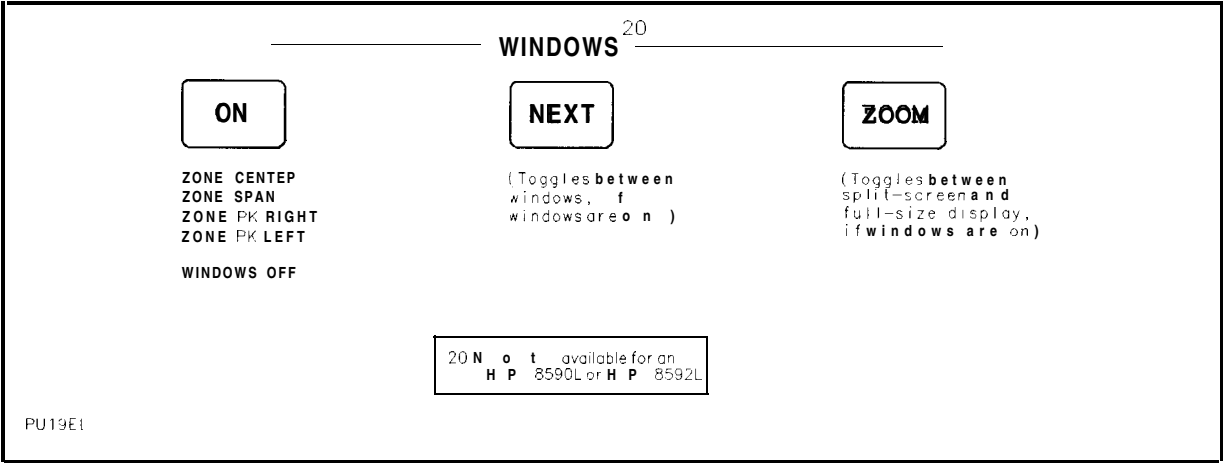 WINDOWS 20
ON
NEXT
ZOOM
ZONE CENTEP
ZONE SPAN
ZONE PK RIGHT
ZONE PK LEFT
WINDOWS OFF
(Toggles between
windows, f
windows are on)
(Toggles between
split-screen and
full-size display,
if windows are on)
20 Not available for an
HP 8590L or HP 8592L
PU19E1